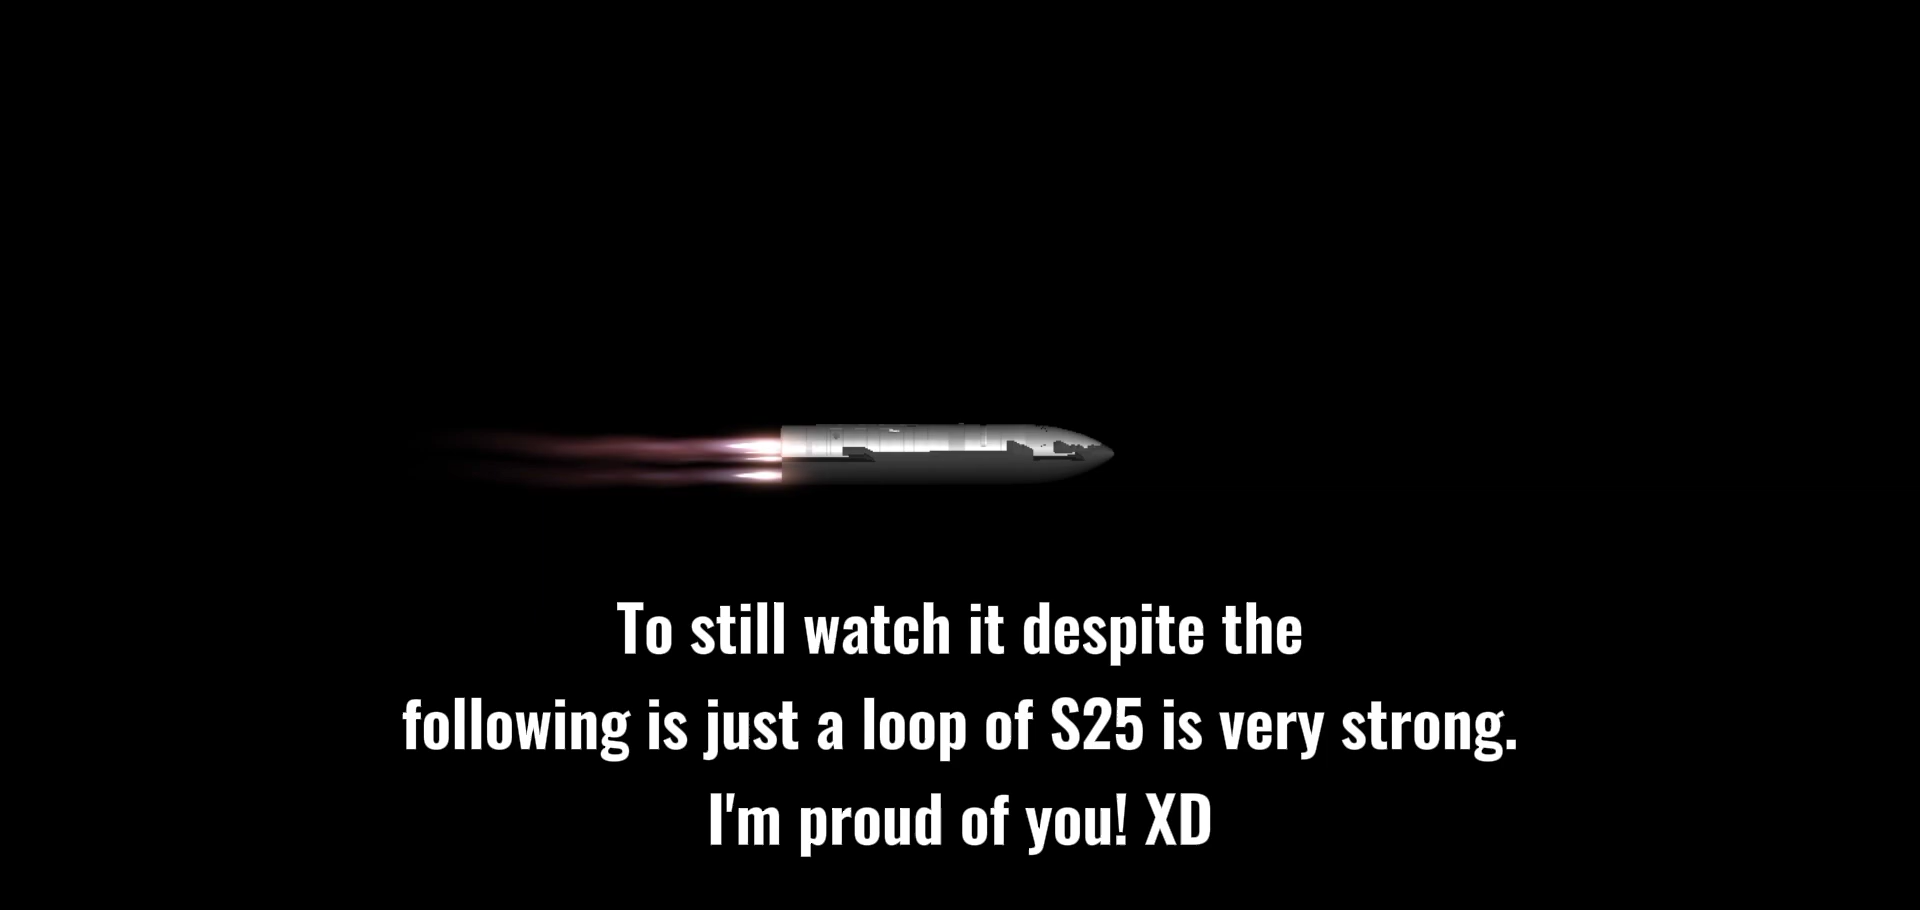 To still watch it despite the
following is just a loop of S25 is very strong.
I'm proud of you! XD